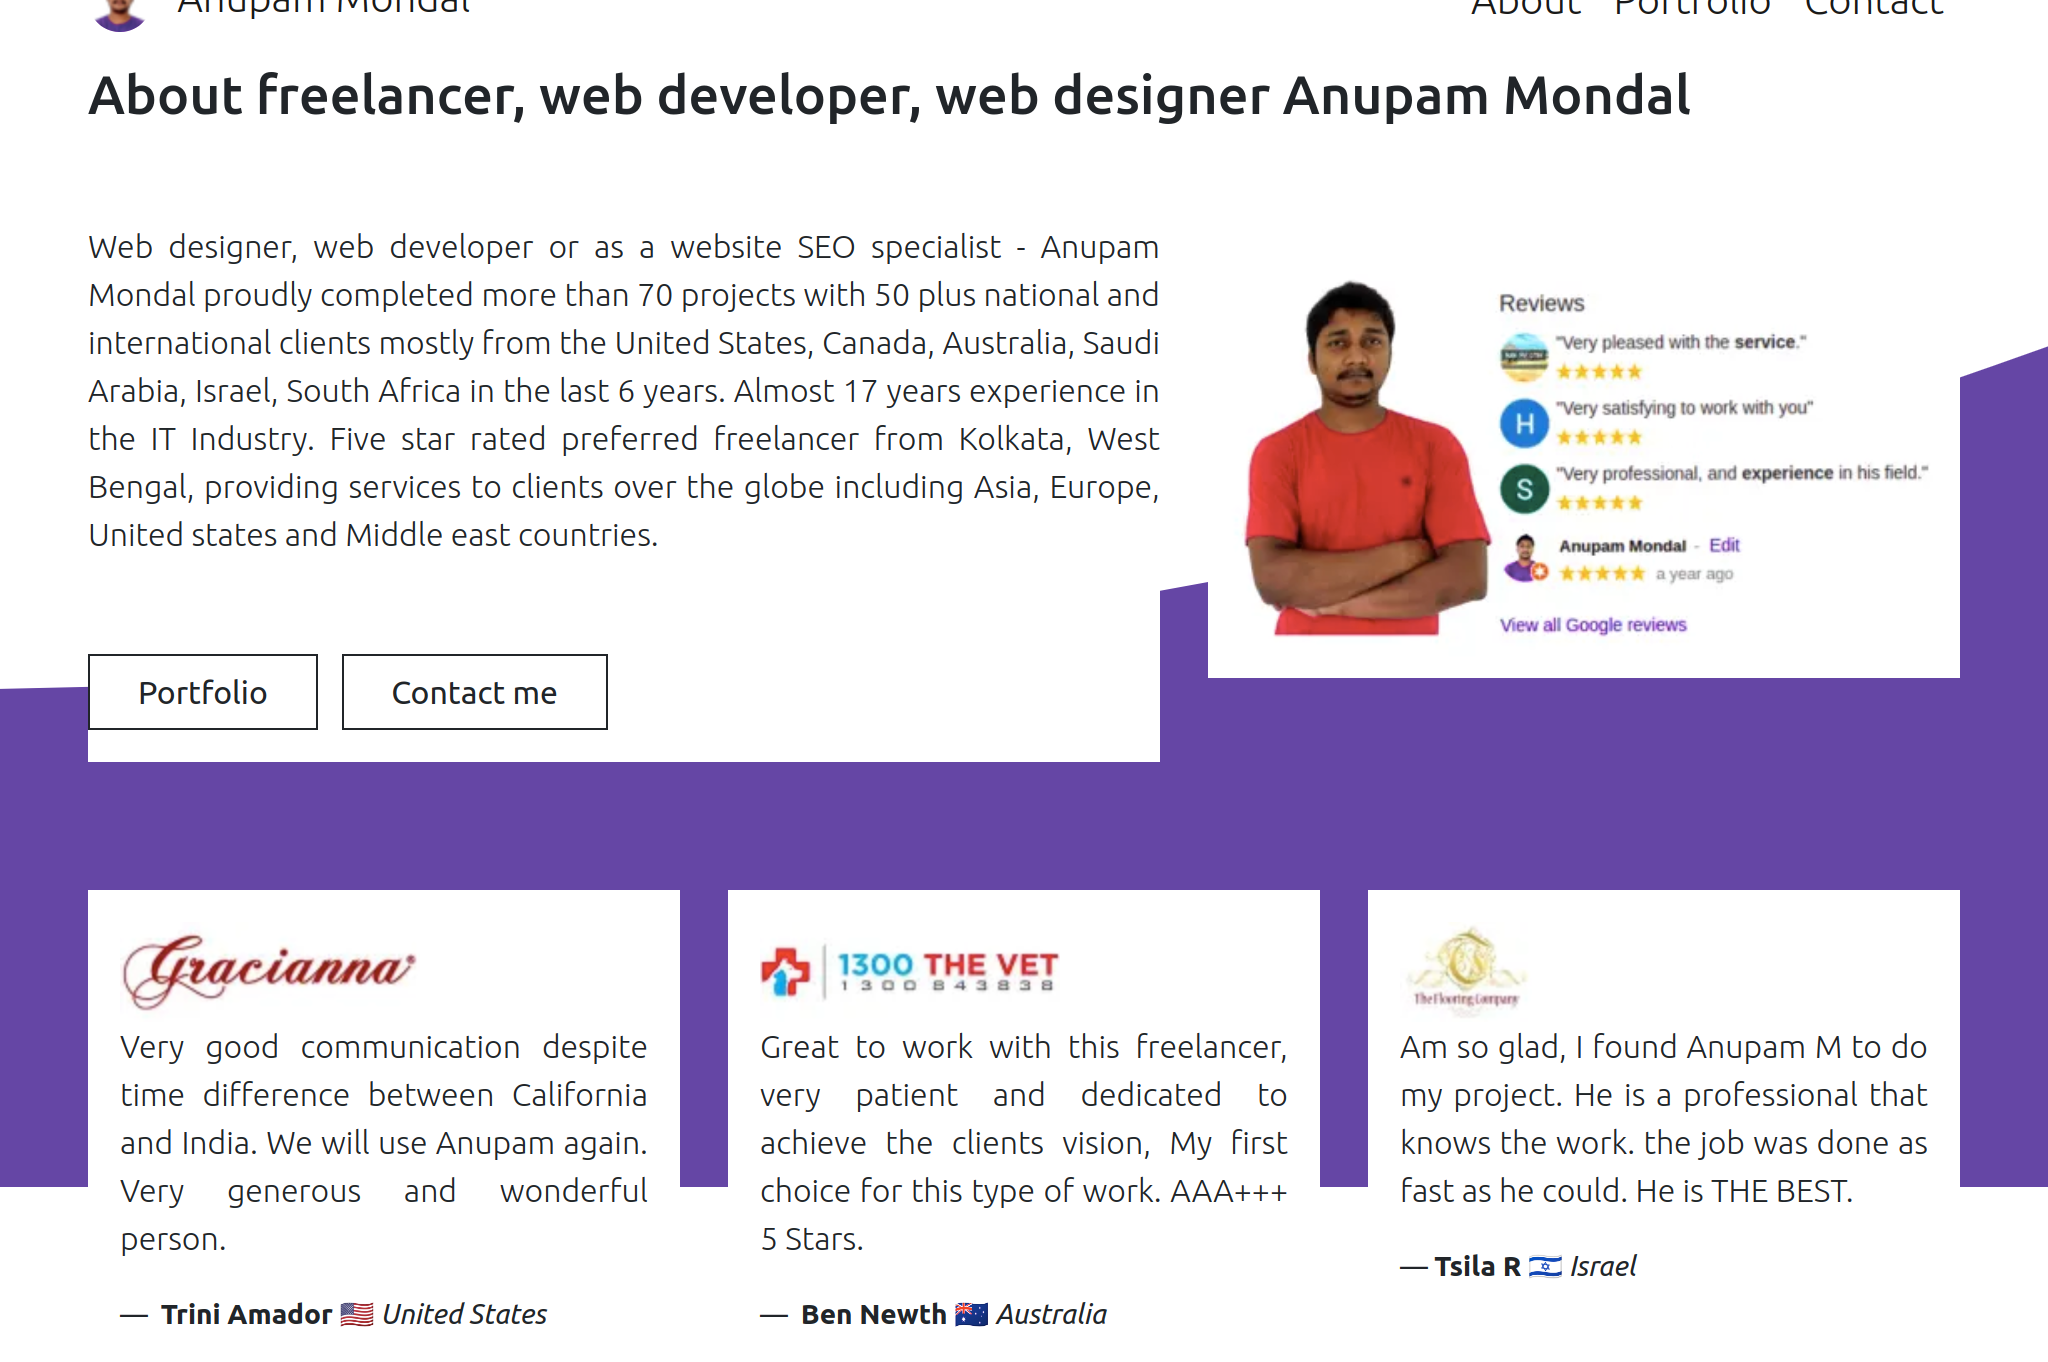 Anupam Mondal
About Portfolio Contact
About freelancer, web developer, web designer Anupam Mondal
Web designer, web developer or as a website SEO specialist - Anupam
Mondal proudly completed more than 70 projects with 50 plus national and
international clients mostly from the United States, Canada, Australia, Saudi
Arabia, Israel, South Africa in the last 6 years. Almost 17 years experience in
the IT Industry. Five star rated preferred freelancer from Kolkata, West
Bengal, providing services to clients over the globe including Asia, Europe,
United states and Middle east countries.
Portfolio
Contact me
Reviews
"Very pleased with the service."
H
"Very satisfying to work with you"
S
"Very professional, and experience in his field."
Anupam Mondal - Edit
a year ago
View all Google reviews
Gracianna®
Very good communication despite
time difference between California
and India. We will use Anupam again.
Very generous and wonderful
person.
— Trini Amador 🇺🇸 United States
1300 THE VET
1300 843838
Great to work with this freelancer,
very patient and dedicated to
achieve the clients vision, My first
choice for this type of work. AAA+++
5 Stars.
— Ben Newth 🇦🇺 Australia
The Flooring Company
Am so glad, I found Anupam M to do
my project. He is a professional that
knows the work. the job was done as
fast as he could. He is THE BEST.
— Tsila R 🇮🇱 Israel